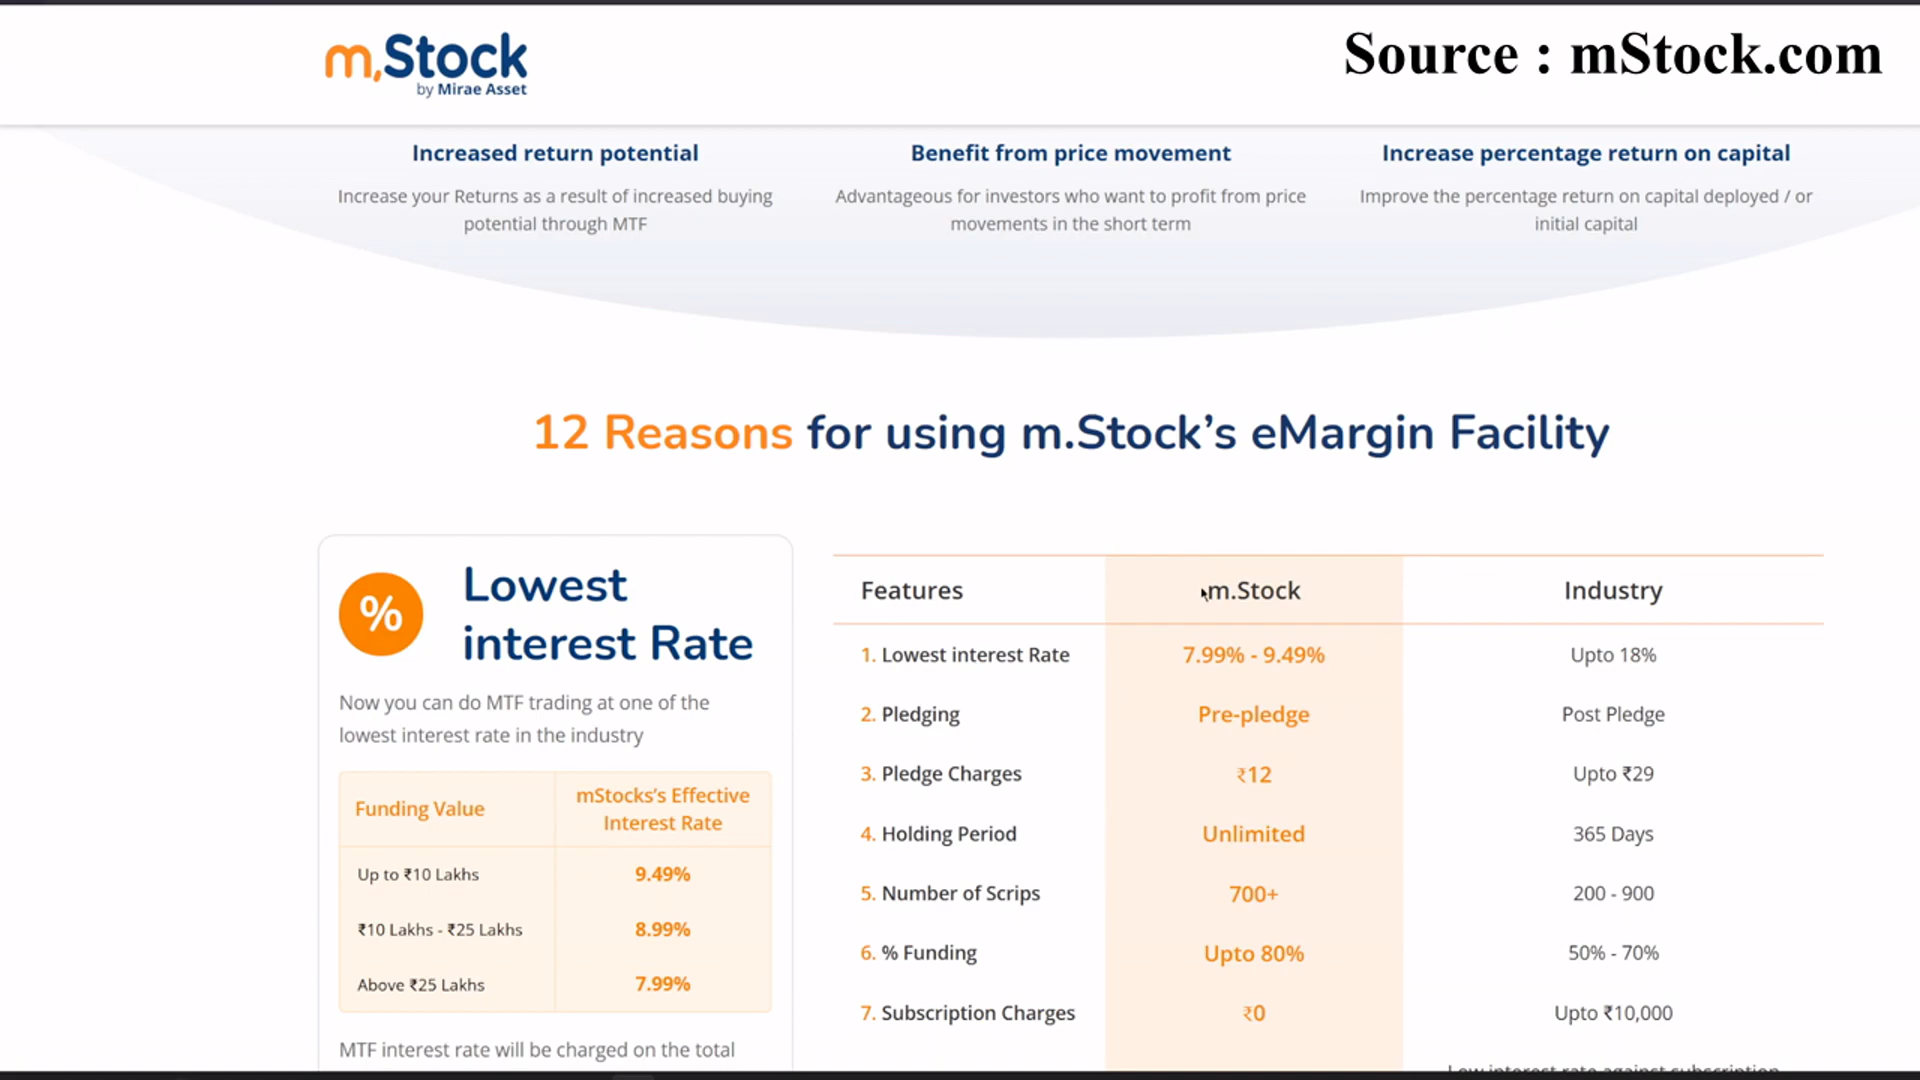 m.Stock
by Mirae Asset
Source : mStock.com
Increased return potential
Increase your Returns as a result of increased buying
potential through MTF
Benefit from price movement
Advantageous for investors who want to profit from price
movements in the short term
Increase percentage return on capital
Improve the percentage return on capital deployed / or
initial capital
12 Reasons for using m.Stock’s eMargin Facility
%
Lowest
interest Rate
Now you can do MTF trading at one of the
lowest interest rate in the industry
Funding Value
mStocks’s Effective
Interest Rate
Up to ₹10 Lakhs 9.49%
₹10 Lakhs - ₹25 Lakhs 8.99%
Above ₹25 Lakhs 7.99%
MTF interest rate will be charged on the total
Features m.Stock Industry
1. Lowest interest Rate 7.99% - 9.49% Upto 18%
2. Pledging Pre-pledge Post Pledge
3. Pledge Charges ₹12 Upto ₹29
4. Holding Period Unlimited 365 Days
5. Number of Scrips 700+ 200 - 900
6. % Funding Upto 80% 50% - 70%
7. Subscription Charges ₹0 Upto ₹10,000
Low interest rate against subscription